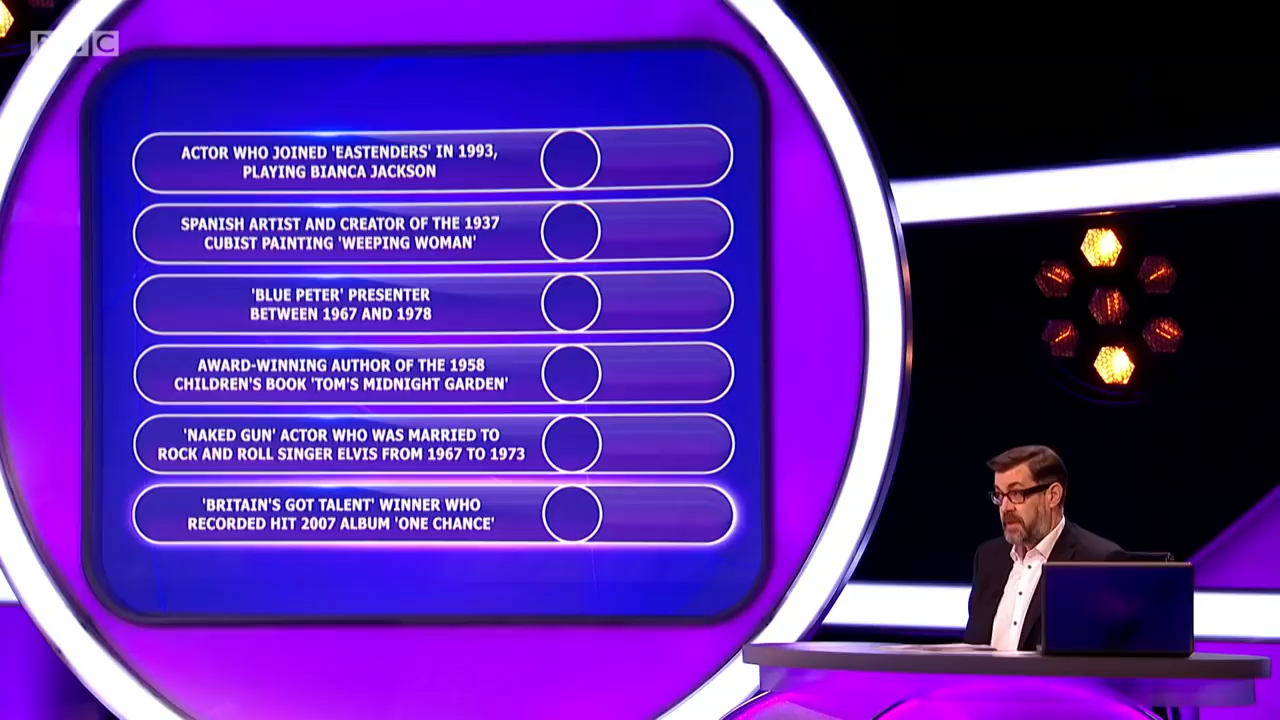 BBC
ACTOR WHO JOINED 'EASTENDERS' IN 1993,
PLAYING BIANCA JACKSON
SPANISH ARTIST AND CREATOR OF THE 1937
CUBIST PAINTING 'WEEPING WOMAN'
'BLUE PETER' PRESENTER
BETWEEN 1967 AND 1978
AWARD-WINNING AUTHOR OF THE 1958
CHILDREN'S BOOK 'TOM'S MIDNIGHT GARDEN'
'NAKED GUN' ACTOR WHO WAS MARRIED TO
ROCK AND ROLL SINGER ELVIS FROM 1967 TO 1973
'BRITAIN'S GOT TALENT' WINNER WHO
RECORDED HIT 2007 ALBUM 'ONE CHANCE'